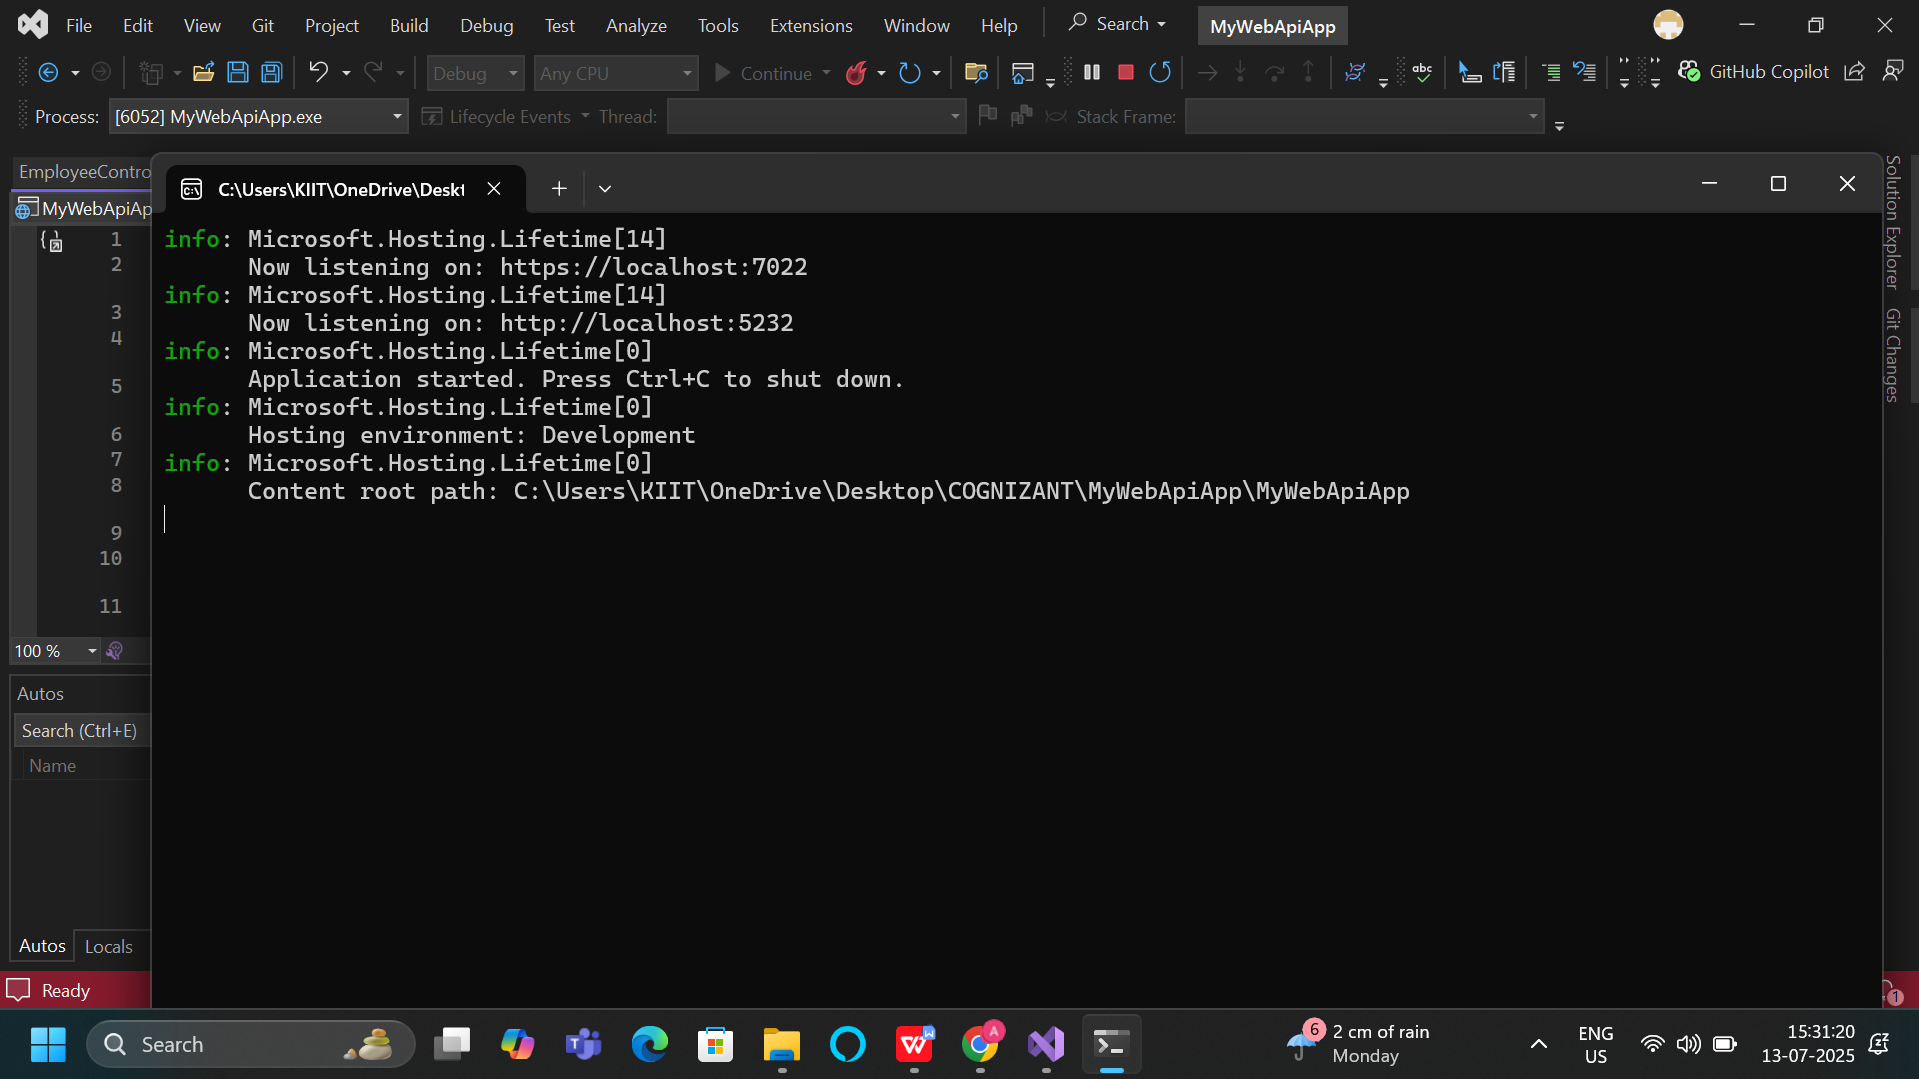 File Edit View Git Project Build Debug Test Analyze Tools Extensions Window Help Search MyWebApiApp
Debug Any CPU Continue abc GitHub Copilot
Process: [6052] MyWebApiApp.exe Lifecycle Events Thread: Stack Frame:
EmployeeContro
C:\Users\KIIT\OneDrive\Deskt
MyWebApiAp
Solution Explorer
Git Changes
1
2
3
4
5
6
7
8
9
10
11
info: Microsoft.Hosting.Lifetime[14]
Now listening on: https://localhost:7022
info: Microsoft.Hosting.Lifetime[14]
Now listening on: http://localhost:5232
info: Microsoft.Hosting.Lifetime[0]
Application started. Press Ctrl+C to shut down.
info: Microsoft.Hosting.Lifetime[0]
Hosting environment: Development
info: Microsoft.Hosting.Lifetime[0]
Content root path: C:\Users\KIIT\OneDrive\Desktop\COGNIZANT\MyWebApiApp\MyWebApiApp
100 %
Autos
Search (Ctrl+E)
Name
Autos Locals
Ready 1
Search
A
6
2 cm of rain
Monday
ENG
US
15:31:20
13-07-2025